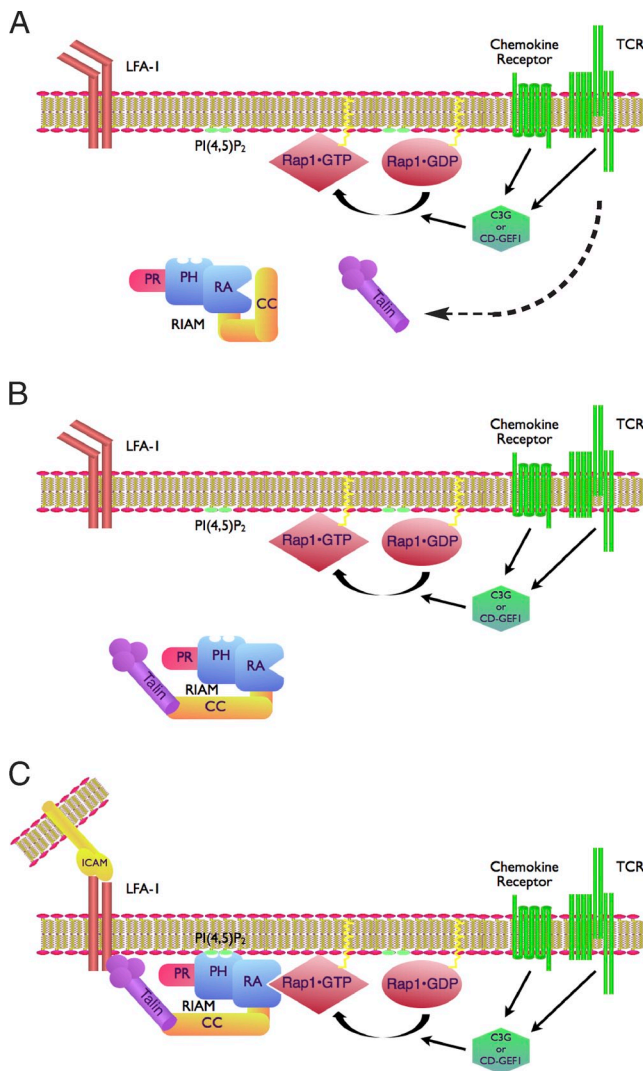 A
LFA-1
Chemokine
Receptor
TCR
PI(4,5)P2
Rap1•GTP
Rap1•GDP
C3G
or
CD-GEF1
PR
PH
RA
CC
RIAM
Talin
B
LFA-1
Chemokine
Receptor
TCR
PI(4,5)P2
Rap1•GTP
Rap1•GDP
C3G
or
CD-GEF1
PR
PH
RA
RIAM
CC
Talin
C
ICAM
LFA-1
Chemokine
Receptor
TCR
PI(4,5)P2
PR
PH
RA
Rap1•GTP
Rap1•GDP
RIAM
CC
Talin
C3G
or
CD-GEF1